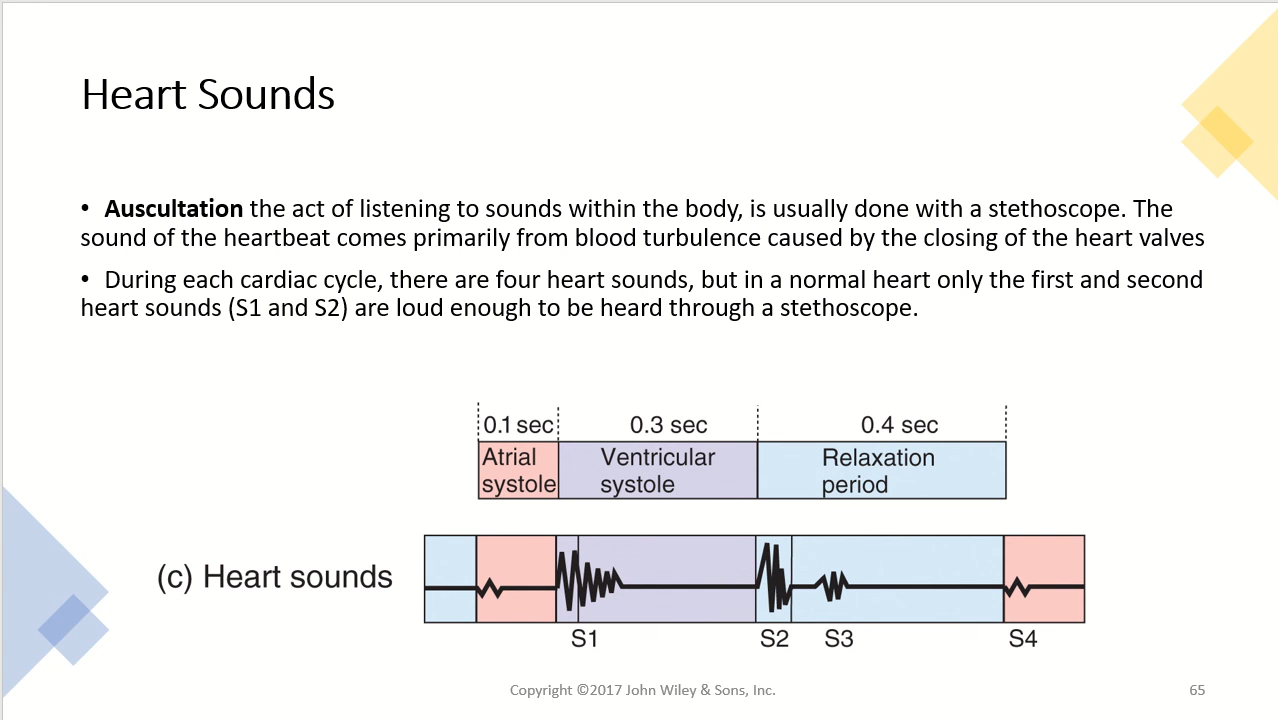 Heart Sounds
• Auscultation the act of listening to sounds within the body, is usually done with a stethoscope. The
sound of the heartbeat comes primarily from blood turbulence caused by the closing of the heart valves
• During each cardiac cycle, there are four heart sounds, but in a normal heart only the first and second
heart sounds (S1 and S2) are loud enough to be heard through a stethoscope.
0.1 sec 0.3 sec 0.4 sec
Atrial Ventricular Relaxation
systole systole period
(c) Heart sounds
S1 S2 S3 S4
Copyright ©2017 John Wiley & Sons, Inc. 65